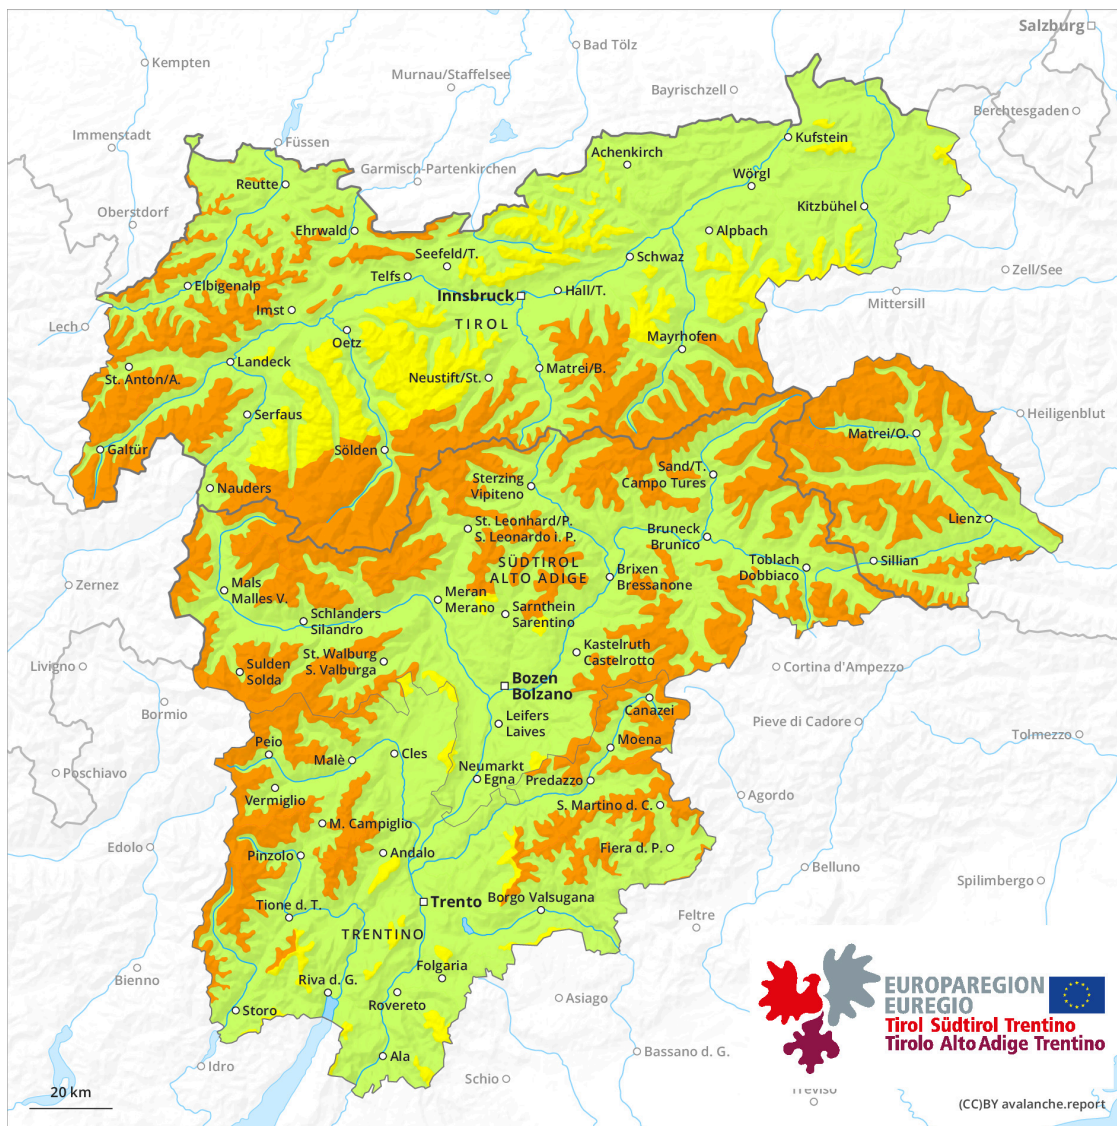 Salzburg
Bad Tölz
Kempten
Murnau/Staffelsee
Bayrischzell
Berchtesgaden
Immenstadt
Füssen
Kufstein
Achenkirch
Garmisch-Partenkirchen
Wörgl
Reutte
Oberstdorf
Kitzbühel
Ehrwald
Alpbach
Seefeld/T.
Schwaz
Zell/See
Telfs
Elbigenalp
Innsbruck
Hall/T.
Mittersill
Imst
TIROL
Lech
Oetz
Mayrhofen
Landeck
Matrei/B.
St. Anton/A.
Neustift/St.
Serfaus
Heiligenblut
Matrei/O.
Galtür
Sölden
Sand/T.
Campo Tures
Sterzing
Vipiteno
Nauders
St. Leonhard/P.
S. Leonardo i. P.
Bruneck
Brunico
Lienz
SÜDTIROL
ALTO ADIGE
Toblach
Dobbiaco
Sillian
Brixen
Bressanone
Zernez
Mals
Malles V.
Meran
Merano
Sarnthein
Sarentino
Schlanders
Silandro
Kastelruth
Castelrotto
St. Walburg
S. Valburga
Livigno
Sulden
Solda
Cortina d'Ampezzo
Bozen
Bolzano
Bormio
Canazei
Leifers
Laives
Pieve di Cadore
Tolmezzo
Peio
Moena
Cles
Malè
Poschiavo
Neumarkt
Egna
Predazzo
Vermiglio
Agordo
S. Martino d. C.
M. Campiglio
Edolo
Pinzolo
Andalo
Fiera d. P.
Belluno
Spilimbergo
Borgo Valsugana
Trento
Tione d. T.
Feltre
TRENTINO
Folgaria
Bienno
Riva d. G.
EUROPAREGION
EUREGIO
Tirol Südtirol Trentino
Tirolo Alto Adige Trentino
Rovereto
Asiago
Storo
Ala
Bassano d. G.
Idro
Schio
Treviso
20 km
(CC)BY avalanche.report